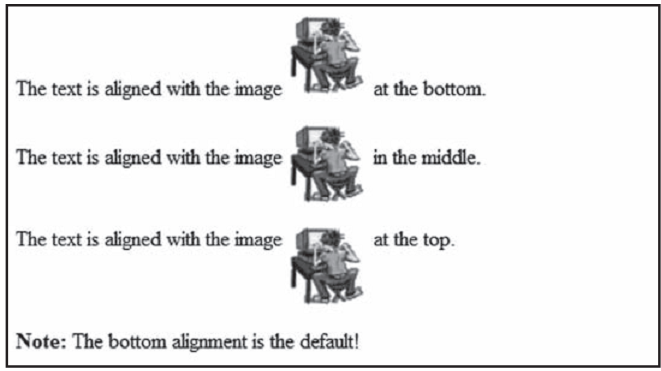 The text is aligned with the image at the bottom.
The text is aligned with the image in the middle.
The text is aligned with the image at the top.
Note: The bottom alignment is the default!